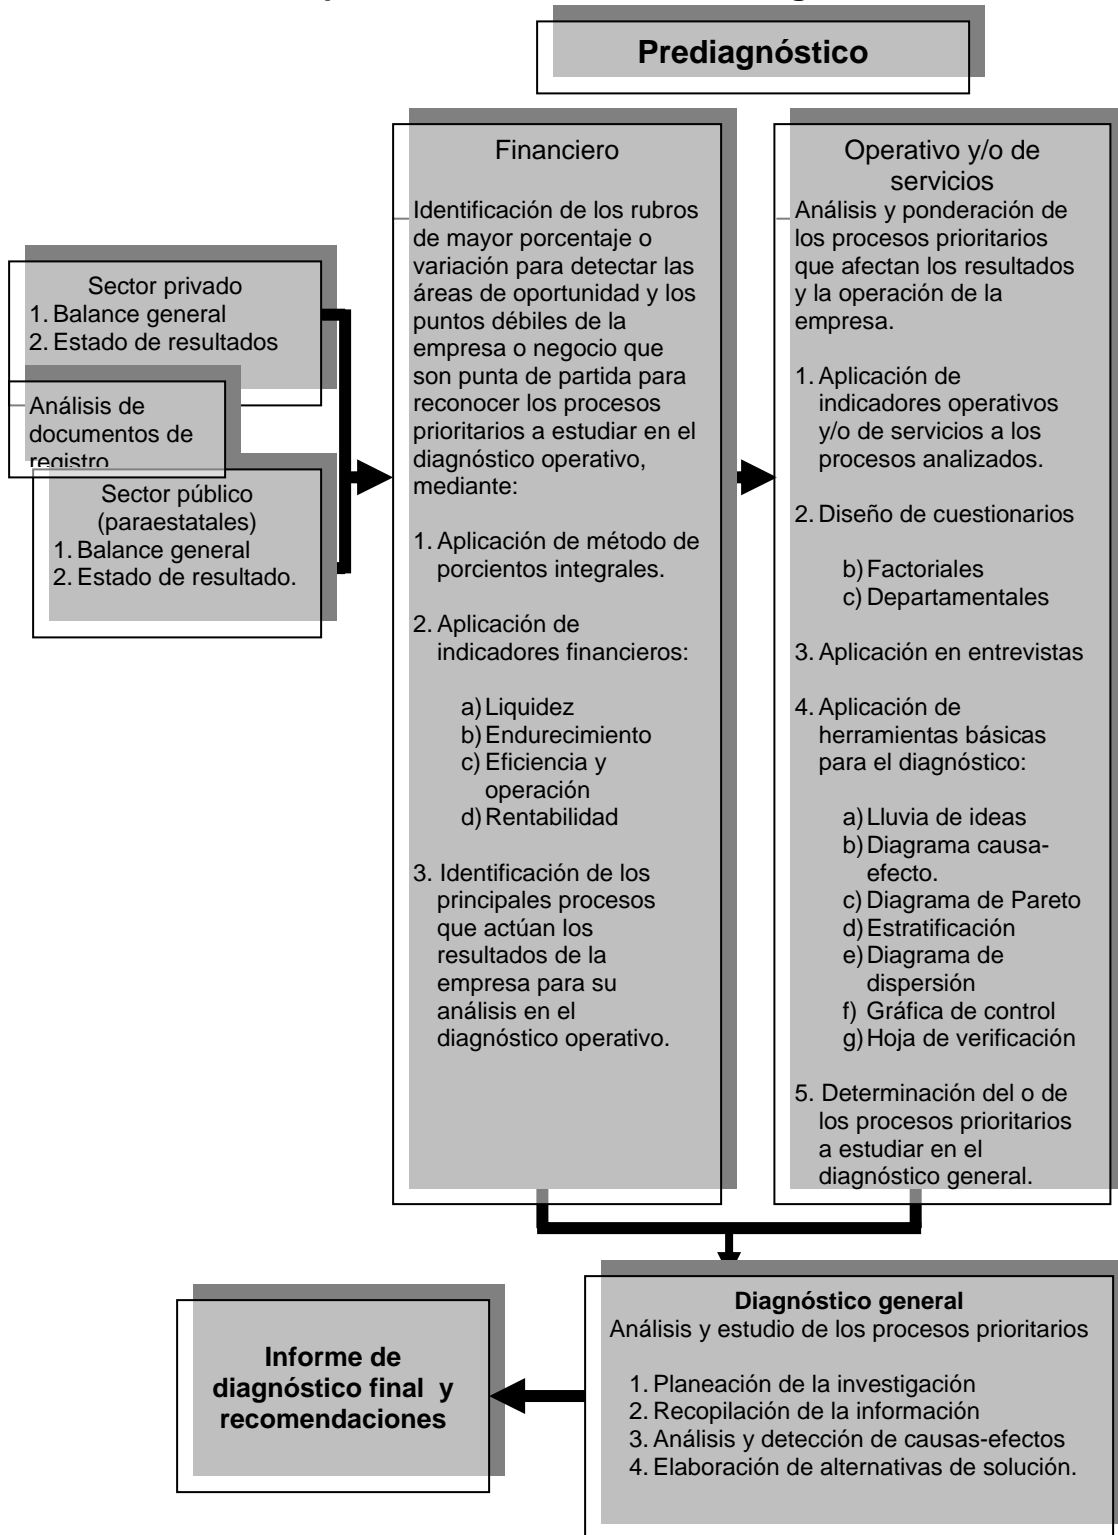 Prediagnóstico
Sector privado
1. Balance general
2. Estado de resultados
Análisis de
documentos de
registro
Sector público
(paraestatales)
1. Balance general
2. Estado de resultado.
Financiero
Identificación de los rubros
de mayor porcentaje o
variación para detectar las
áreas de oportunidad y los
puntos débiles de la
empresa o negocio que
son punta de partida para
reconocer los procesos
prioritarios a estudiar en el
diagnóstico operativo,
mediante:
1. Aplicación de método de
porcientos integrales.
2. Aplicación de
indicadores financieros:
a) Liquidez
b) Endurecimiento
c) Eficiencia y
operación
d) Rentabilidad
3. Identificación de los
principales procesos
que actúan los
resultados de la
empresa para su
análisis en el
diagnóstico operativo.
Operativo y/o de
servicios
Análisis y ponderación de
los procesos prioritarios
que afectan los resultados
y la operación de la
empresa.
1. Aplicación de
indicadores operativos
y/o de servicios a los
procesos analizados.
2. Diseño de cuestionarios
b) Factoriales
c) Departamentales
3. Aplicación en entrevistas
4. Aplicación de
herramientas básicas
para el diagnóstico:
a) Lluvia de ideas
b) Diagrama causa-
efecto.
c) Diagrama de Pareto
d) Estratificación
e) Diagrama de
dispersión
f) Gráfica de control
g) Hoja de verificación
5. Determinación del o de
los procesos prioritarios
a estudiar en el
diagnóstico general.
Diagnóstico general
Análisis y estudio de los procesos prioritarios
1. Planeación de la investigación
2. Recopilación de la información
3. Análisis y detección de causas-efectos
4. Elaboración de alternativas de solución.
Informe de
diagnóstico final y
recomendaciones